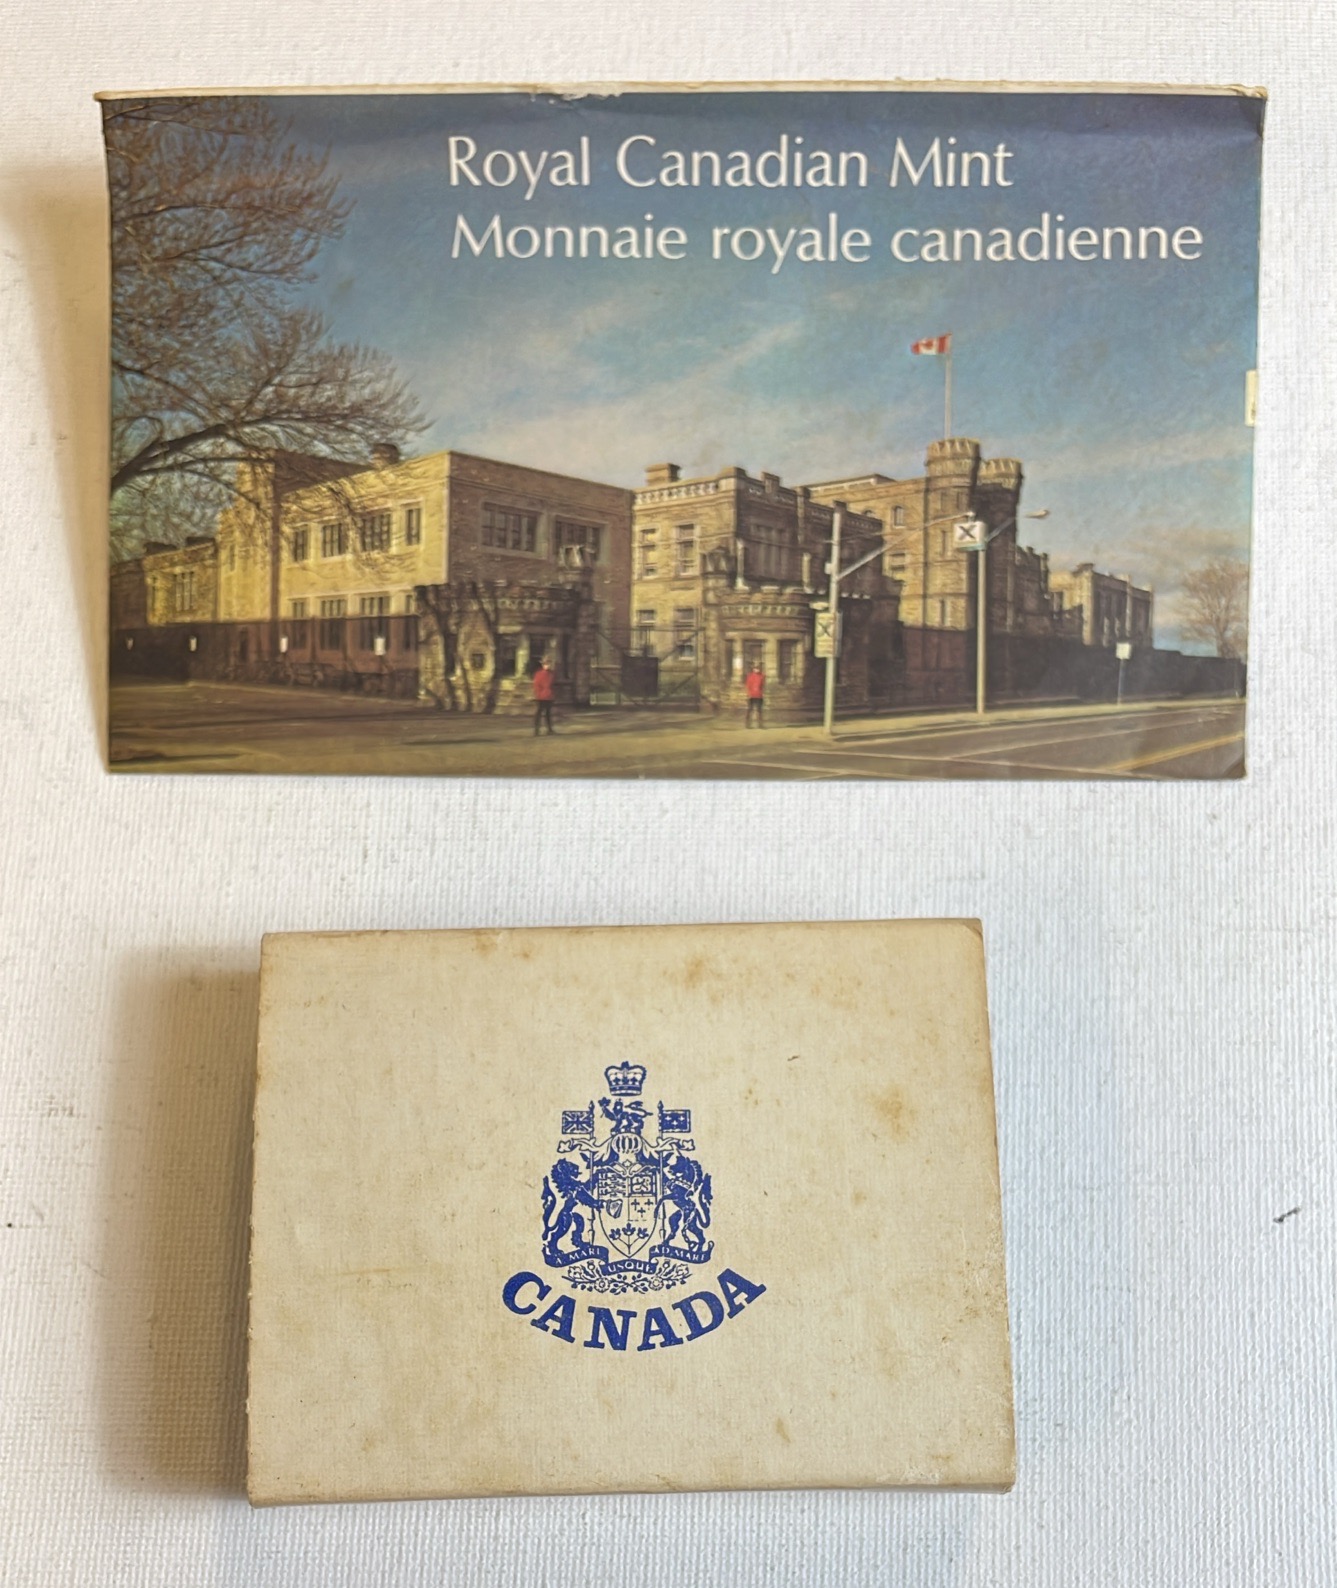 Royal Canadian Mint
Monnaie royale canadienne
X
X
A MARI USQUE AD MARE
CANADA